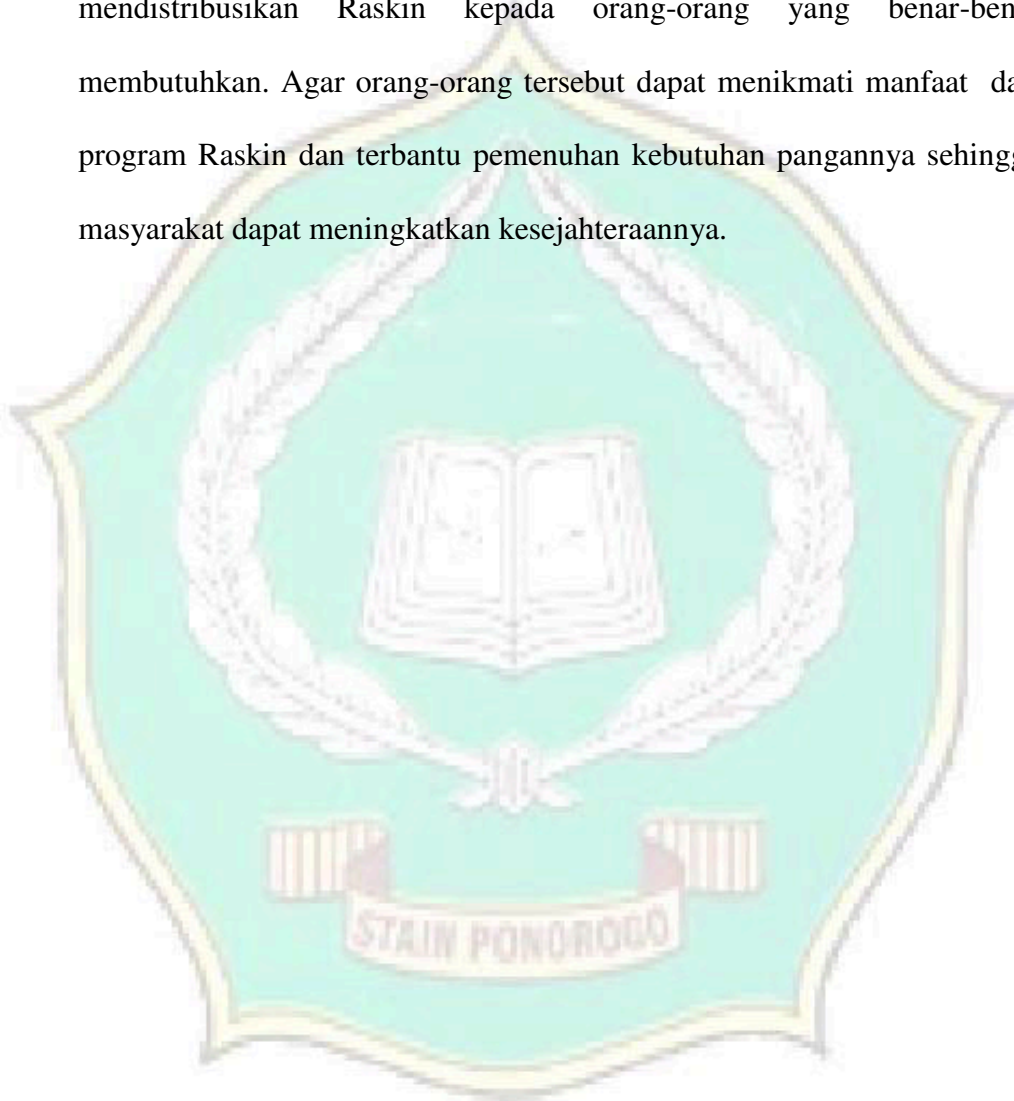 mendistribusikan Raskin kepada orang-orang yang benar-ben
membutuhkan. Agar orang-orang tersebut dapat menikmati manfaat da
program Raskin dan terbantu pemenuhan kebutuhan pangannya sehingg
masyarakat dapat meningkatkan kesejahteraannya.
STAIN PONOROGO